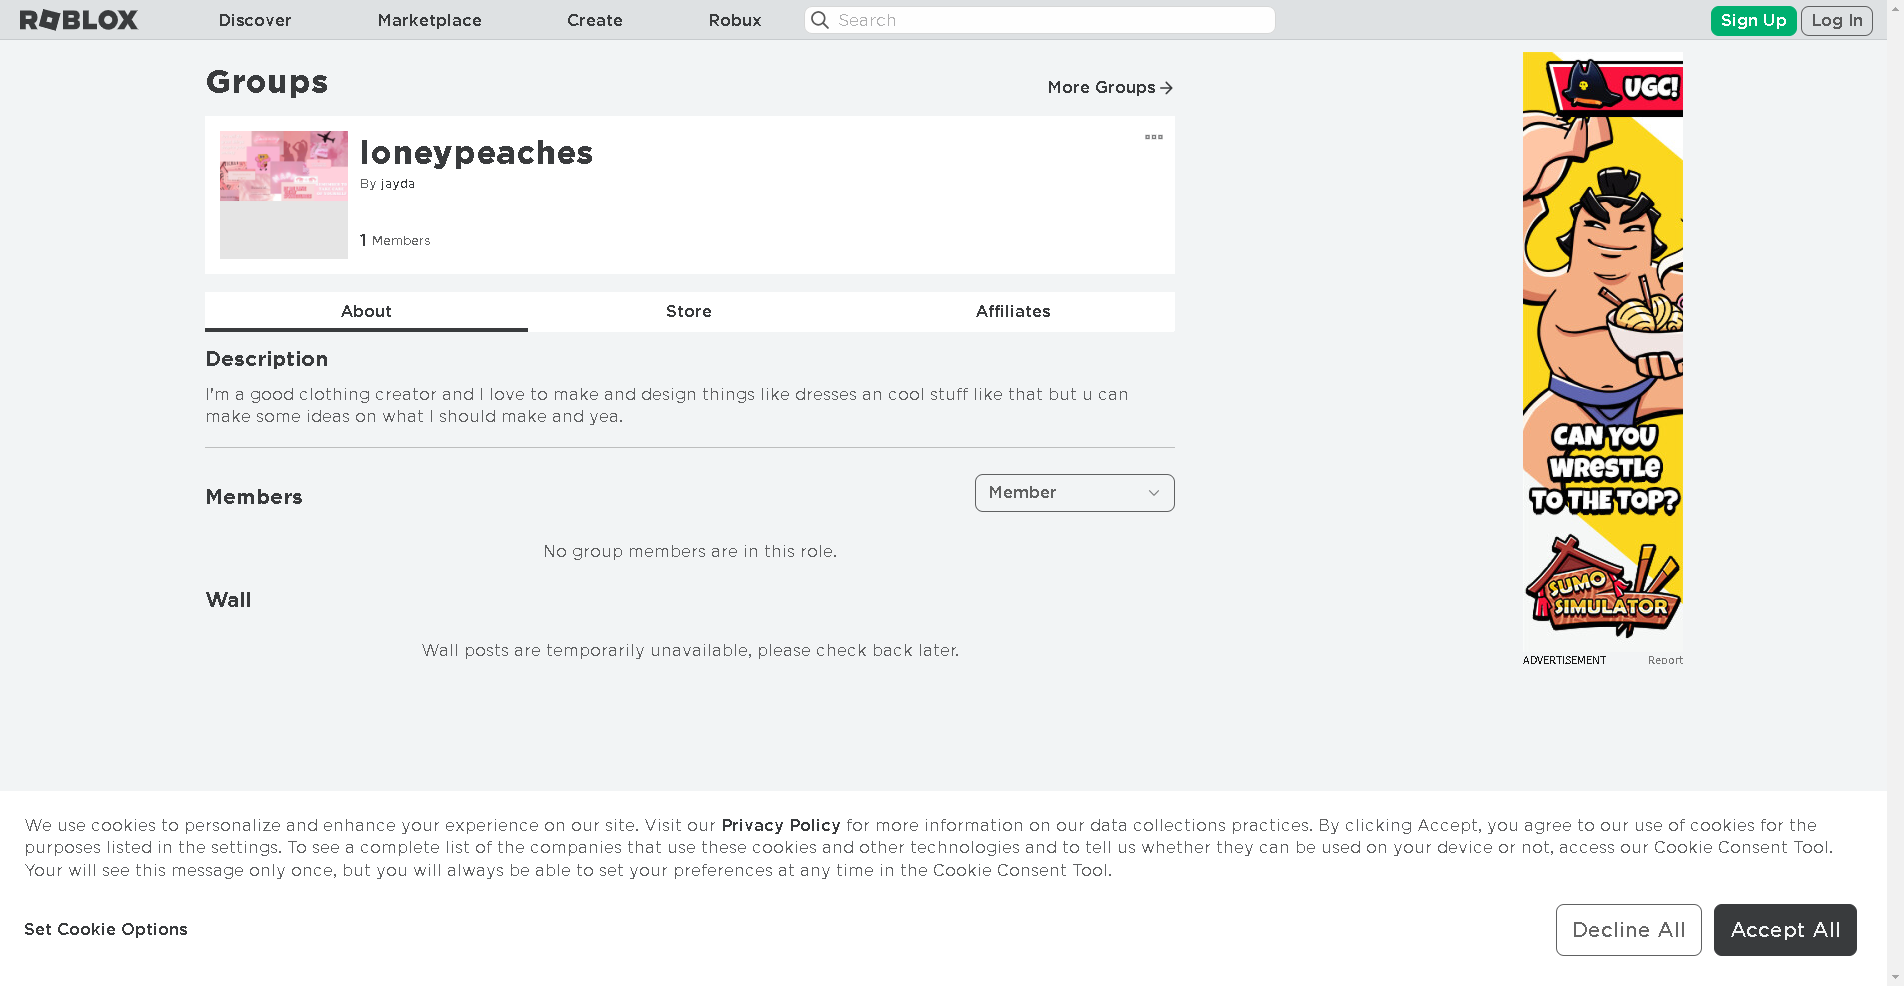 ROBLOX
Discover
Marketplace
Create
Robux
Search
Sign Up
Log In
Groups
More Groups
loneypeaches
By jayda
1 Members
About
Store
Affiliates
Description
I'm a good clothing creator and I love to make and design things like dresses an cool stuff like that but u can
make some ideas on what I should make and yea.
Members
Member
No group members are in this role.
Wall
Wall posts are temporarily unavailable, please check back later.
UGC!
CAN YOU
WRESTLE
TO THE TOP?
SUMO
SIMULATOR
ADVERTISEMENT
Report
We use cookies to personalize and enhance your experience on our site. Visit our Privacy Policy for more information on our data collections practices. By clicking Accept, you agree to our use of cookies for the
purposes listed in the settings. To see a complete list of the companies that use these cookies and other technologies and to tell us whether they can be used on your device or not, access our Cookie Consent Tool.
Your will see this message only once, but you will always be able to set your preferences at any time in the Cookie Consent Tool.
Set Cookie Options
Decline All
Accept All